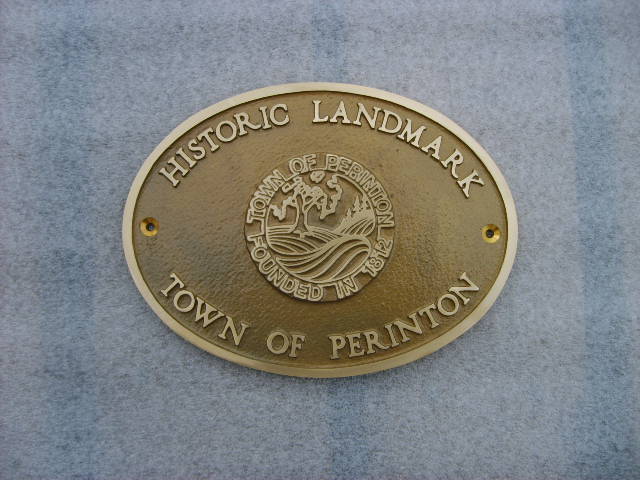 HISTORIC LANDMARK
TOWN OF PERINTON
FOUNDED IN 1812
TOWN OF PERINTON